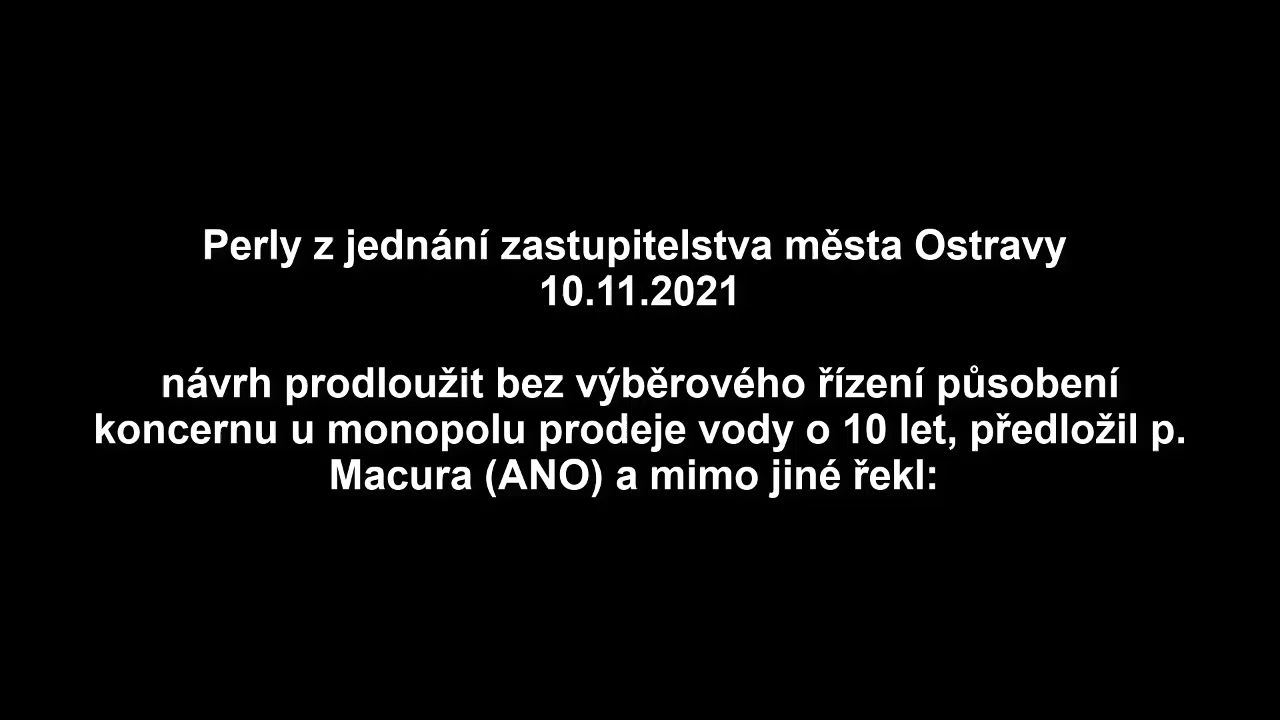 Perly z jednání zastupitelstva města Ostravy
10.11.2021
návrh prodloužit bez výběrového řízení působení
koncernu u monopolu prodeje vody o 10 let, předložil p.
Macura (ANO) a mimo jiné řekl: